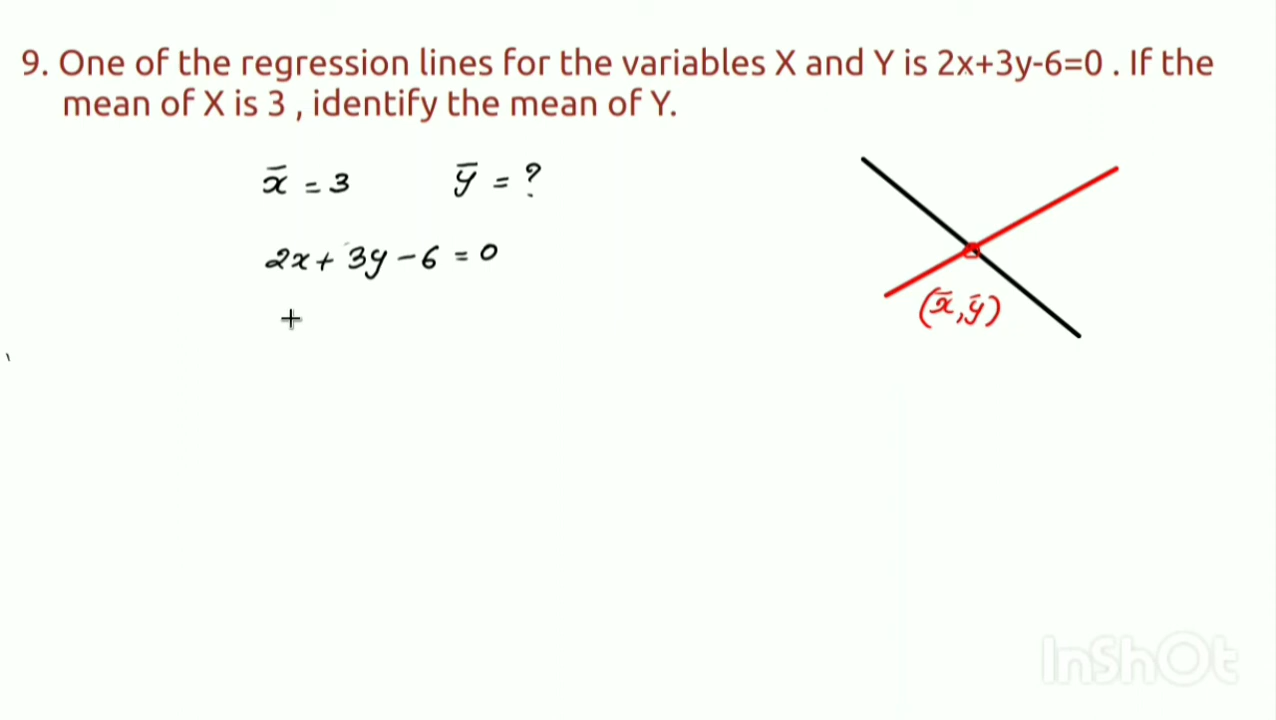 9. One of the regression lines for the variables X and Y is 2x+3y-6=0 . If the
mean of X is 3 , identify the mean of Y.
x̄ = 3 ȳ = ?
2x + 3y - 6 = 0
+
(x̄, ȳ)
InShOt